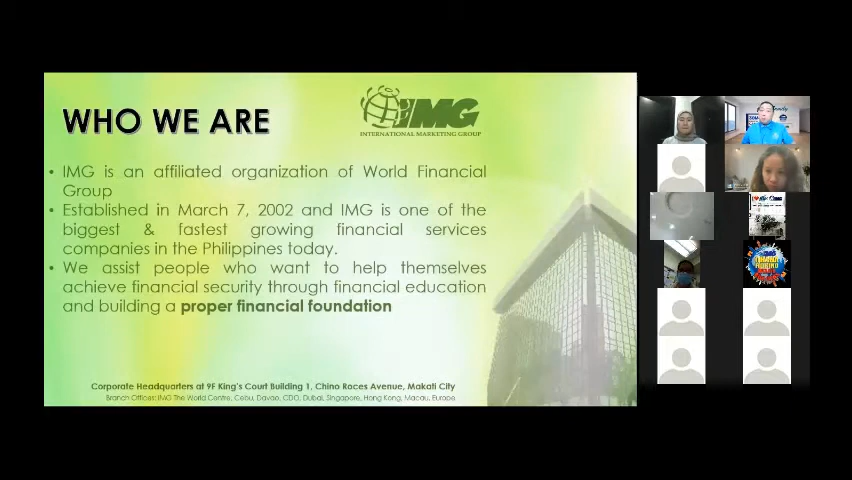 WHO WE ARE
IMG
INTERNATIONAL MARKETING GROUP
• IMG is an affiliated organization of World Financial
Group
• Established in March 7, 2002 and IMG is one of the
biggest & fastest growing financial services
companies in the Philippines today.
• We assist people who want to help themselves
achieve financial security through financial education
and building a proper financial foundation
Corporate Headquarters at 9F King's Court Building 1, Chino Races Avenue, Makati City
Branch Offices: IMG The World Centre, Cebu, Davao, CDO, Dubai, Singapore, Hong Kong, Macau, Europe